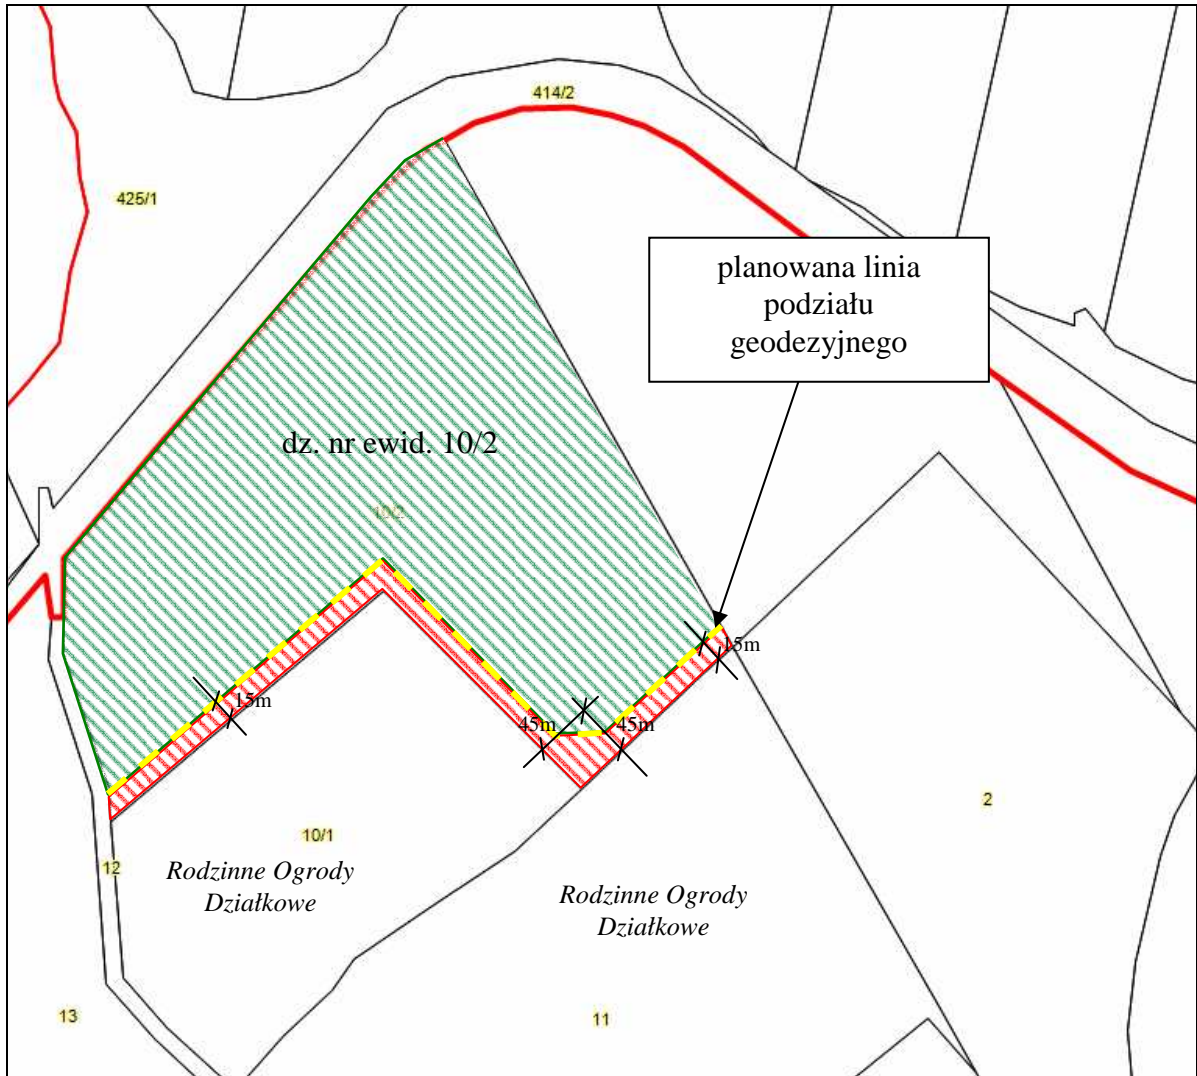 414/2
425/1
planowana linia
podziału
geodezyjnego
dz. nr ewid. 10/2
10/2
15m
15m
45m
45m
2
10/1
12
Rodzinne Ogrody
Działkowe
Rodzinne Ogrody
Działkowe
13
11